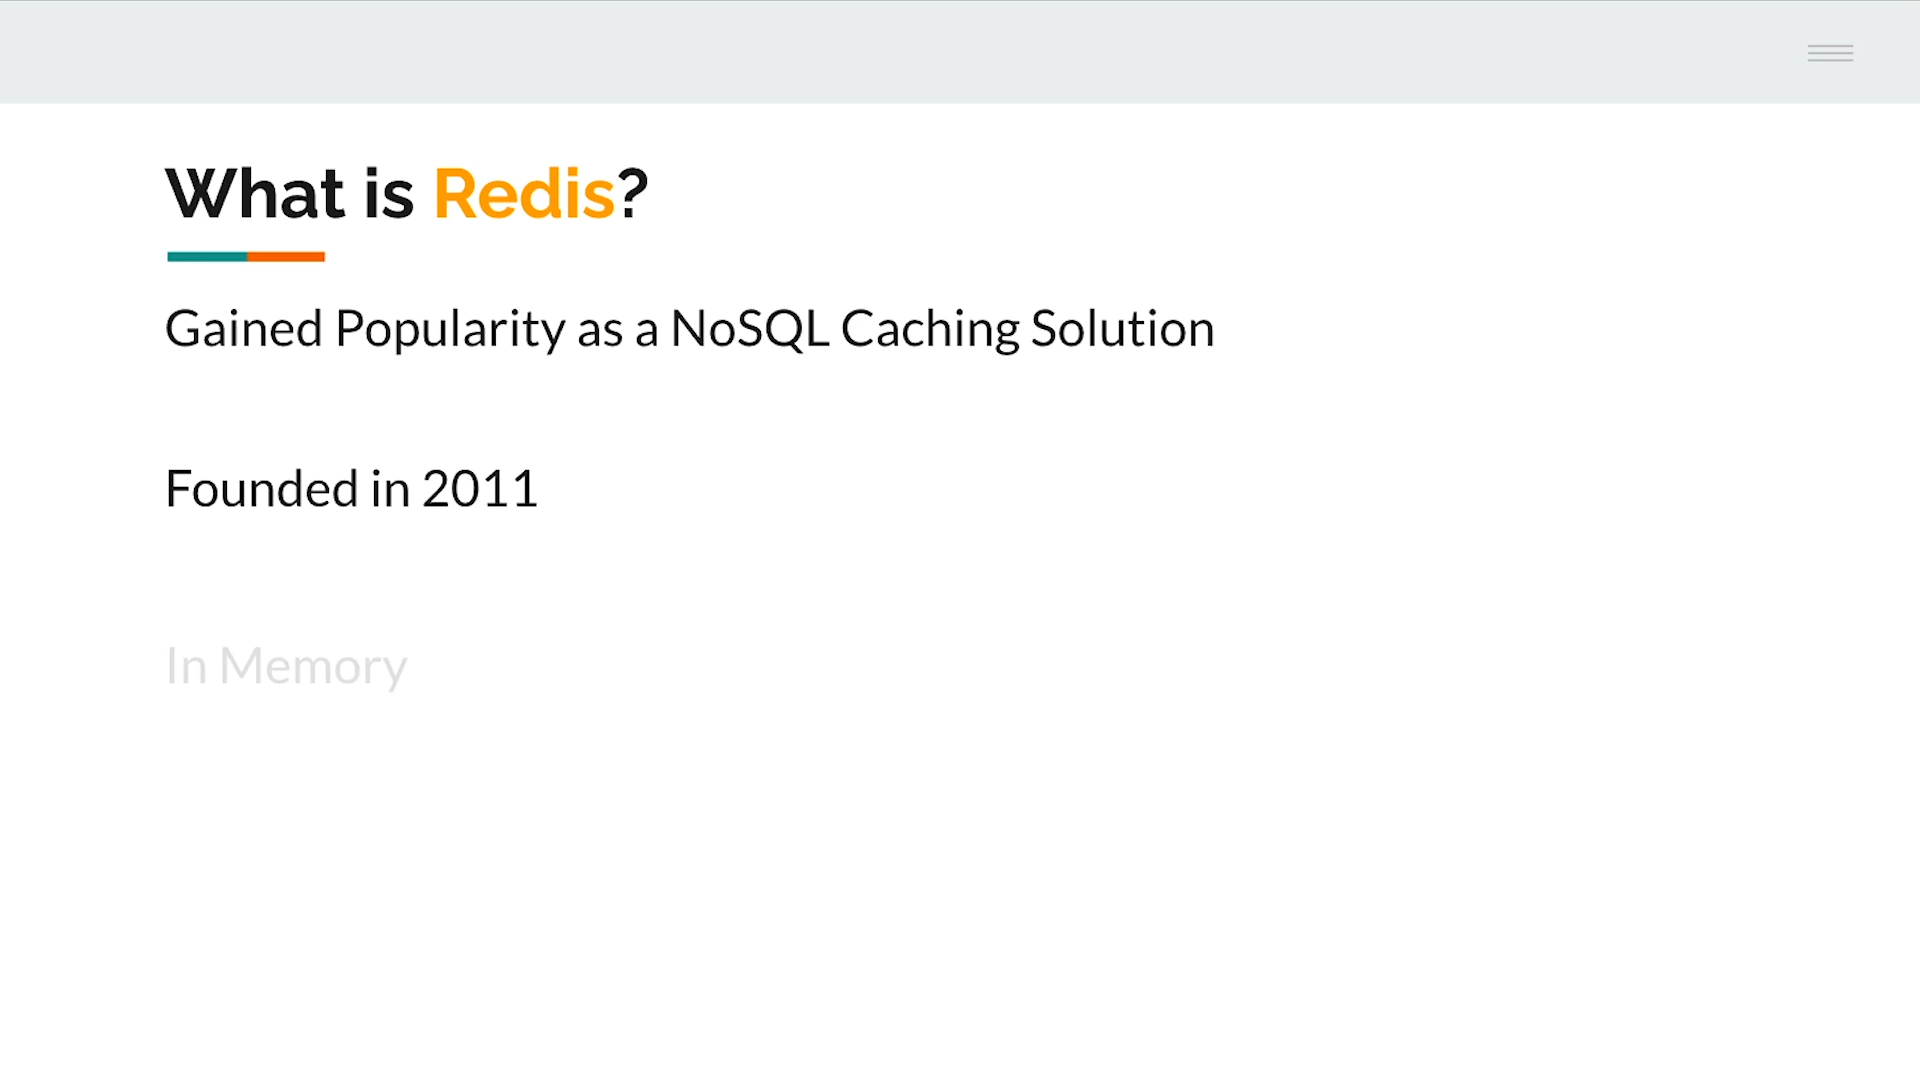 What is Redis?
Gained Popularity as a NoSQL Caching Solution
Founded in 2011
In Memory